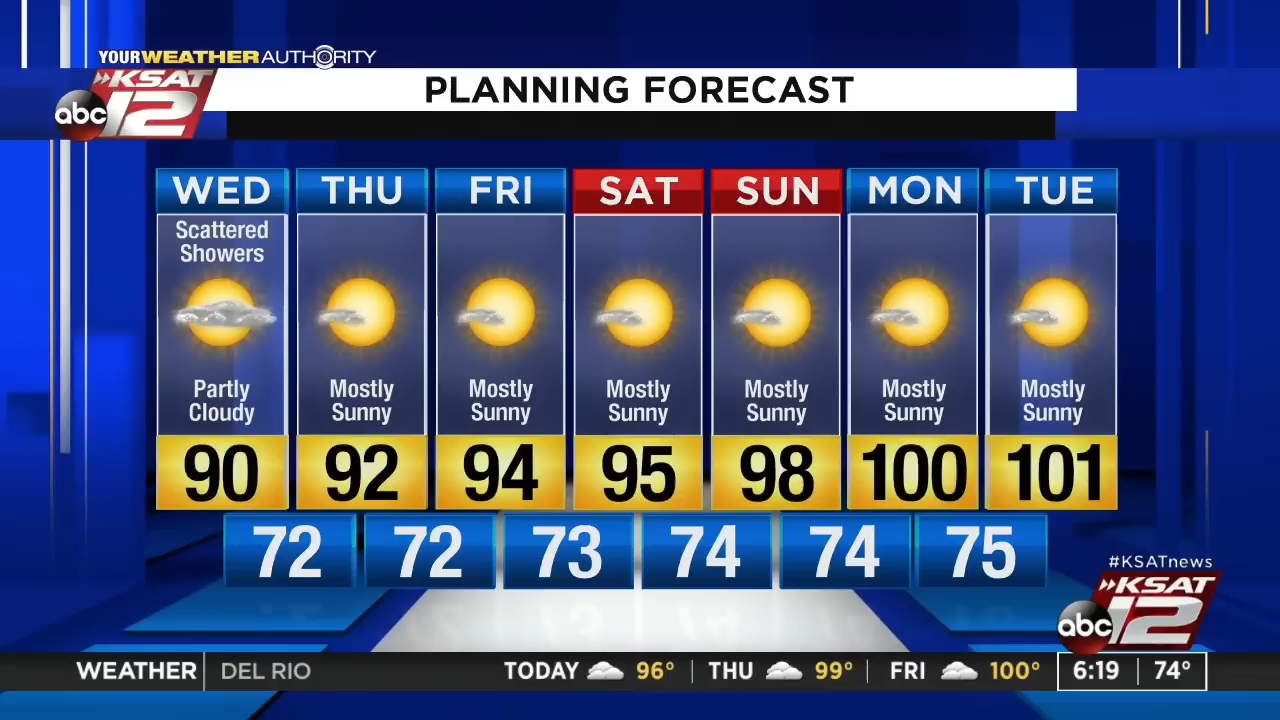 YOURWEATHERAUTHORITY
KSAT
abc 12
PLANNING FORECAST
WED THU FRI SAT SUN MON TUE
Scattered
Showers
Partly Mostly Mostly Mostly Mostly Mostly Mostly
Cloudy Sunny Sunny Sunny Sunny Sunny Sunny
90 92 94 95 98 100 101
72 72 73 74 74 75
#KSATnews
KSAT
abc 12
WEATHER DEL RIO TODAY 96° THU 99° FRI 100° 6:19 74°